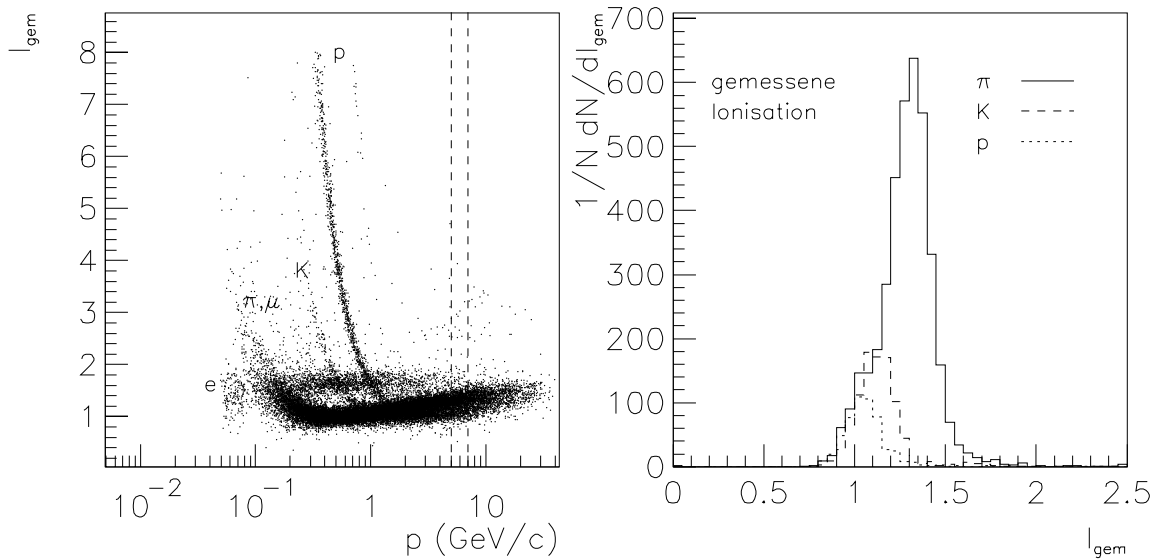 I_gem
8
7
6
5
4
3
2
1
p
K
π,μ
e
10^-2
10^-1
1
10
p (GeV/c)
1/N dN/dI_gem
700
600
500
400
300
200
100
0
gemessene
Ionisation
π
K
p
0
0.5
1
1.5
2
2.5
I_gem